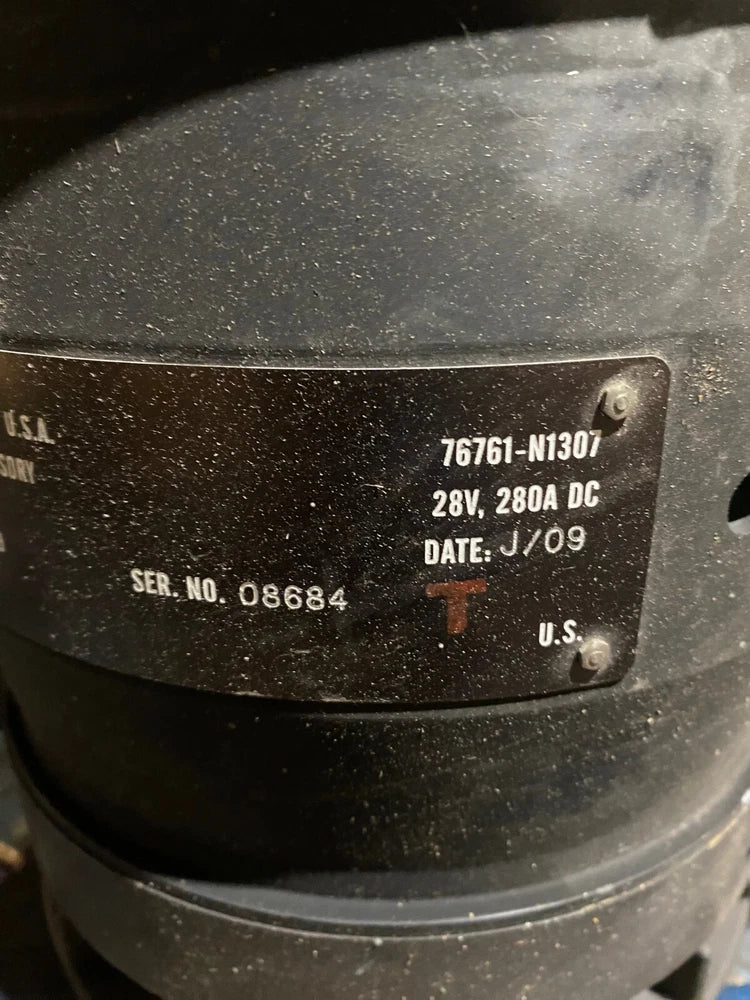 U.S.A.
SORY
76761-N1307
28V, 280A DC
DATE: J/09
SER. NO. 08684
T
U.S.